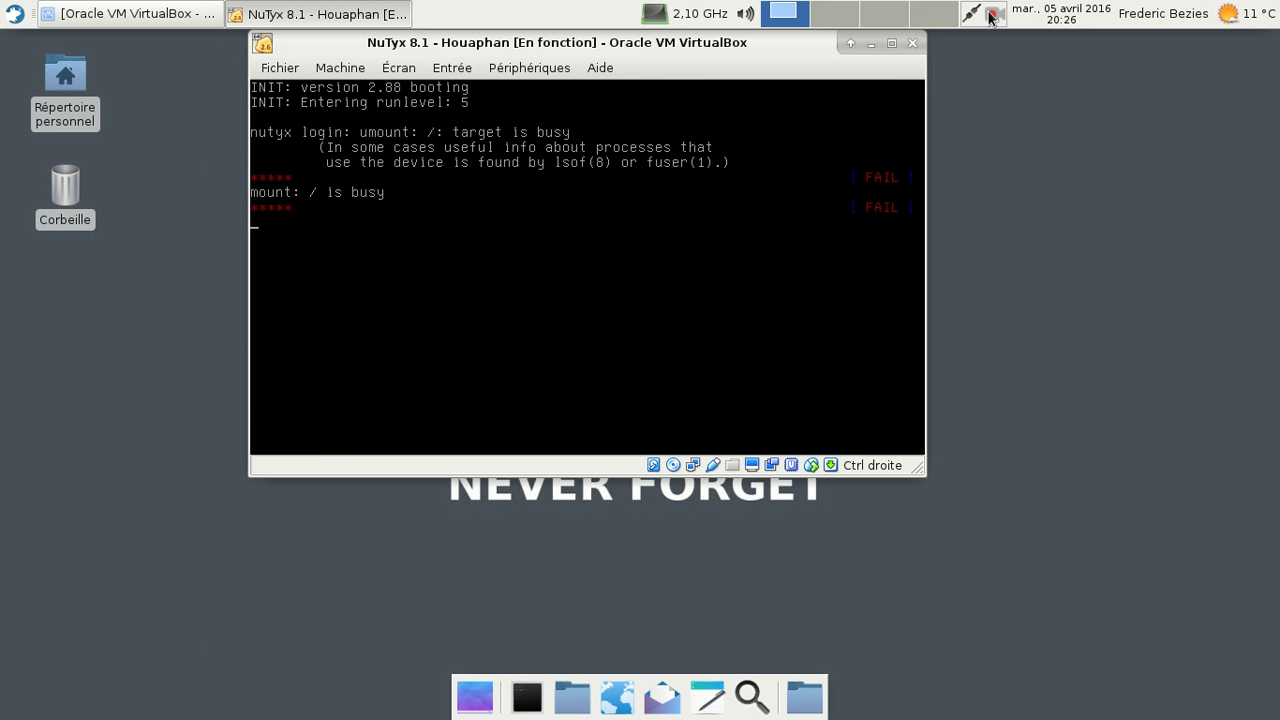 [Oracle VM VirtualBox - ...
NuTyx 8.1 - Houaphan [E...
2,10 GHz
mar., 05 avril 2016
20:26
Frederic Bezies
11 °C
Répertoire
personnel
Corbeille
2.6
NuTyx 8.1 - Houaphan [En fonction] - Oracle VM VirtualBox
Fichier Machine Écran Entrée Périphériques Aide
INIT: version 2.88 booting
INIT: Entering runlevel: 5
nutyx login: umount: /: target is busy
(In some cases useful info about processes that
use the device is found by lsof(8) or fuser(1).)
***** [ FAIL ]
mount: / is busy
***** [ FAIL ]
_
Ctrl droite
NEVER FORGET